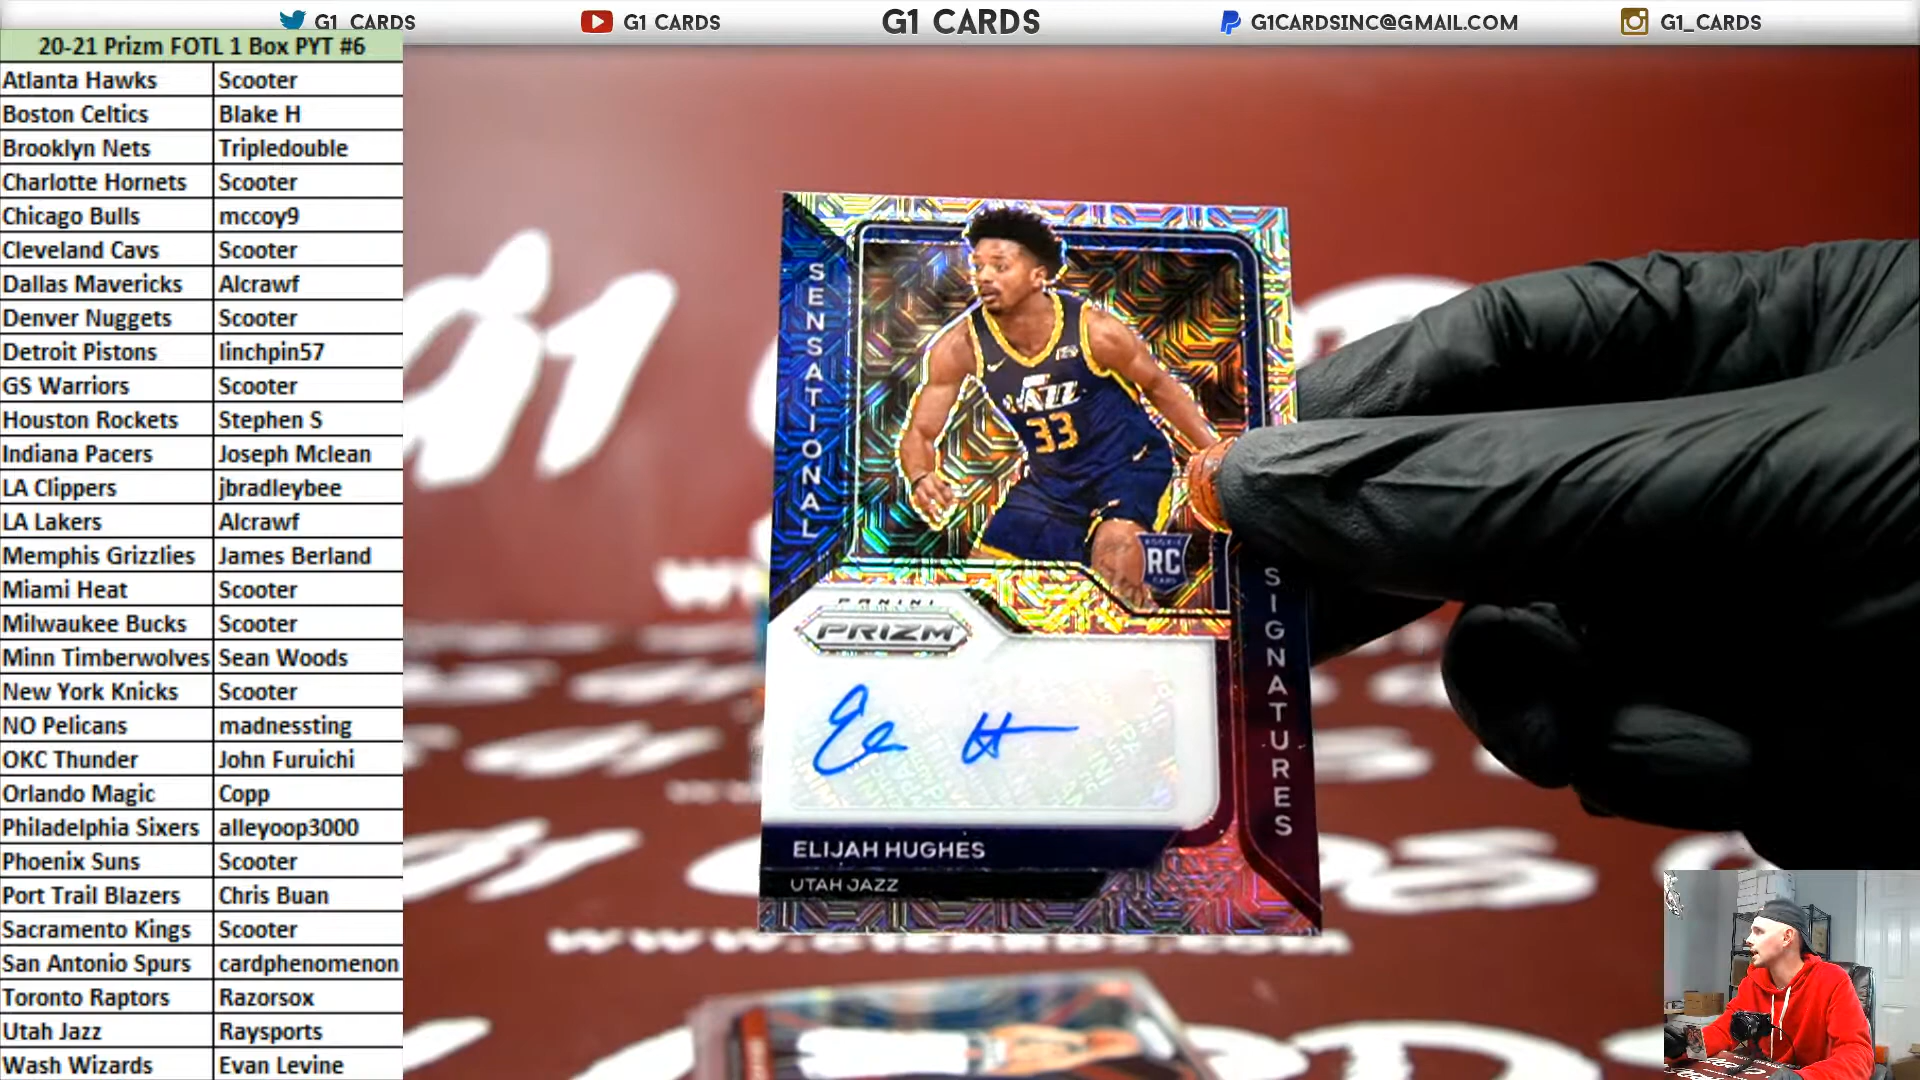 G1_CARDS
G1 CARDS
G1 CARDS
G1CARDSINC@GMAIL.COM
G1_CARDS
20-21 Prizm FOTL 1 Box PYT #6
Atlanta Hawks Scooter
Boston Celtics Blake H
Brooklyn Nets Tripledouble
Charlotte Hornets Scooter
Chicago Bulls mccoy9
Cleveland Cavs Scooter
Dallas Mavericks Alcrawf
Denver Nuggets Scooter
Detroit Pistons linchpin57
GS Warriors Scooter
Houston Rockets Stephen S
Indiana Pacers Joseph Mclean
LA Clippers jbradleybee
LA Lakers Alcrawf
Memphis Grizzlies James Berland
Miami Heat Scooter
Milwaukee Bucks Scooter
Minn Timberwolves Sean Woods
New York Knicks Scooter
NO Pelicans madnessting
OKC Thunder John Furuichi
Orlando Magic Copp
Philadelphia Sixers alleyoop3000
Phoenix Suns Scooter
Port Trail Blazers Chris Buan
Sacramento Kings Scooter
San Antonio Spurs cardphenomenon
Toronto Raptors Razorsox
Utah Jazz Raysports
Wash Wizards Evan Levine
SENSATIONAL
JAZZ
33
ROOKIE
RC
CARD
SIGNATURES
PANINI
PRIZM
ELIJAH HUGHES
UTAH JAZZ